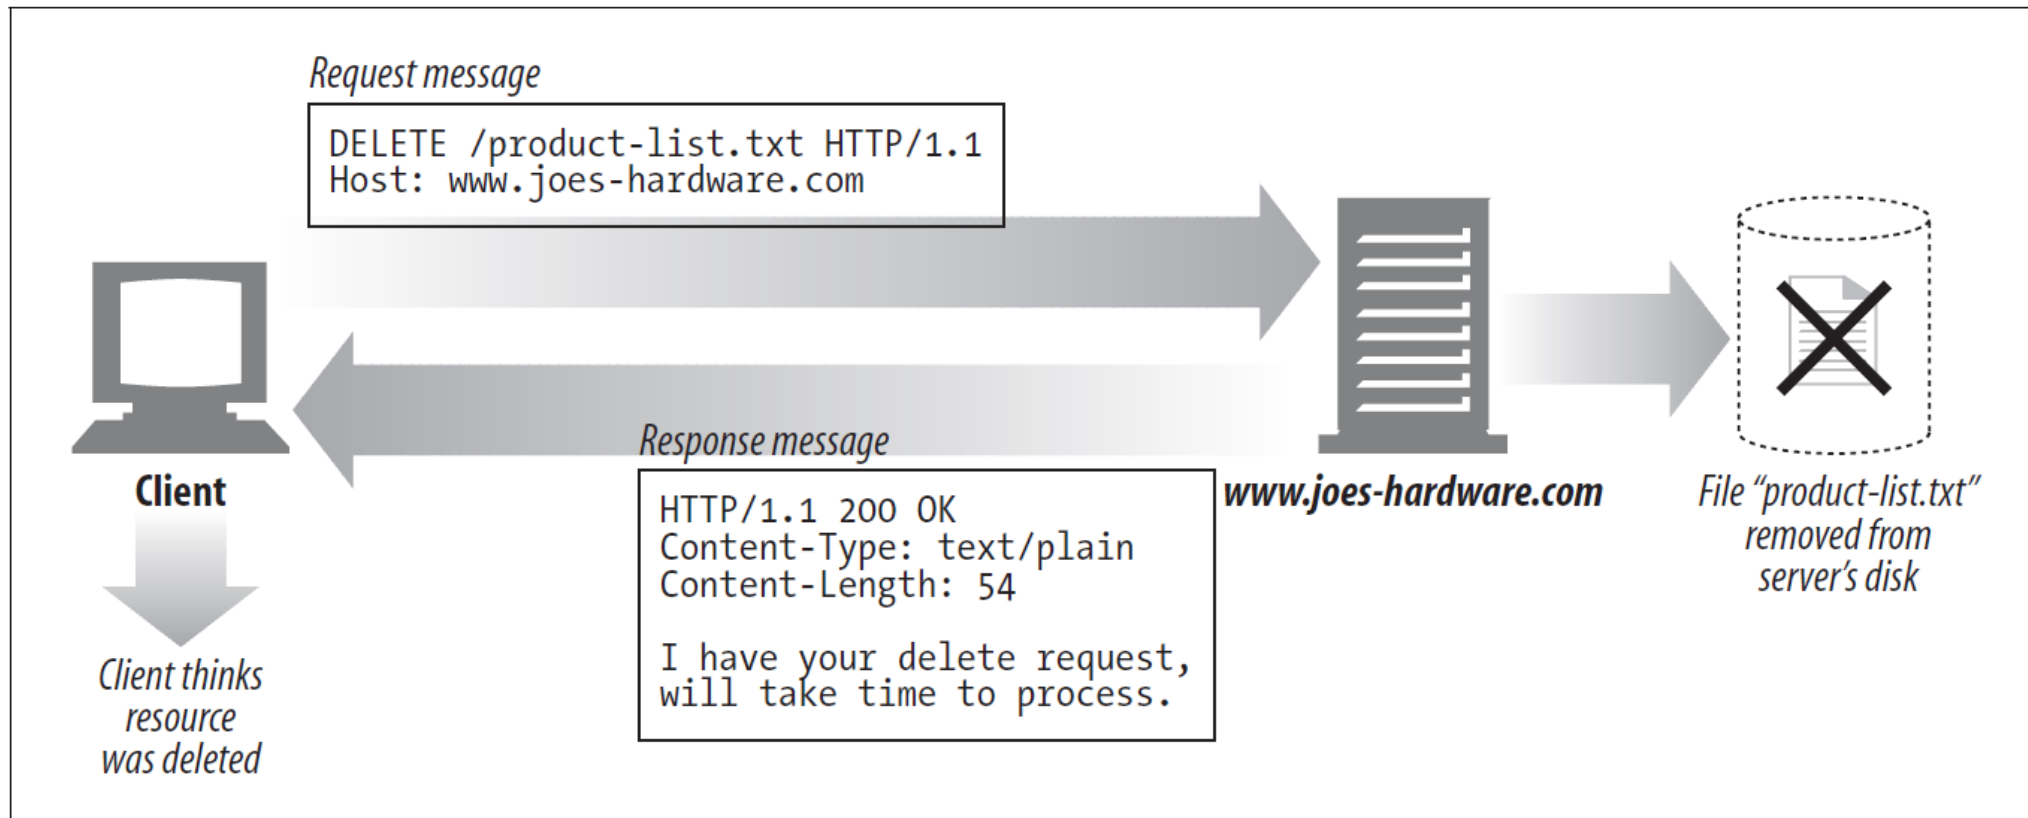 Request message
DELETE /product-list.txt HTTP/1.1
Host: www.joes-hardware.com
Response message
HTTP/1.1 200 OK
Content-Type: text/plain
Content-Length: 54
I have your delete request,
will take time to process.
Client
www.joes-hardware.com
File “product-list.txt”
removed from
server’s disk
Client thinks
resource
was deleted